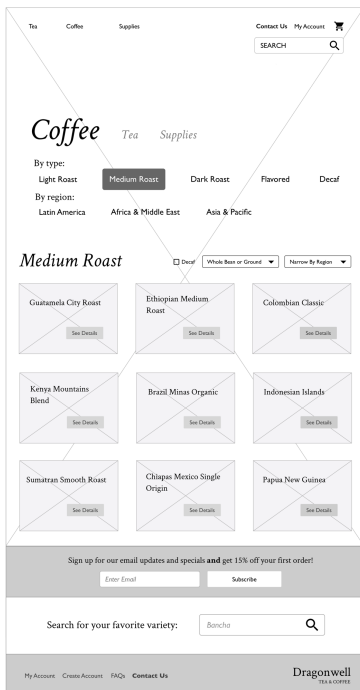 Tea Coffee Supplies Contact Us My Account
SEARCH
Coffee Tea Supplies
By type:
Light Roast Medium Roast Dark Roast Flavored Decaf
By region:
Latin America Africa & Middle East Asia & Pacific
Medium Roast Decaf Whole Bean or Ground Narrow By Region
Guatamela City Roast
See Details
Ethiopian Medium
Roast
See Details
Colombian Classic
See Details
Kenya Mountains
Blend
See Details
Brazil Minas Organic
See Details
Indonesian Islands
See Details
Sumatran Smooth Roast
See Details
Chiapas Mexico Single
Origin
See Details
Papua New Guinea
See Details
Sign up for our email updates and specials and get 15% off your first order!
Enter Email Subscribe
Search for your favorite variety: Bancha
My Account Create Account FAQs Contact Us
Dragonwell
TEA & COFFEE